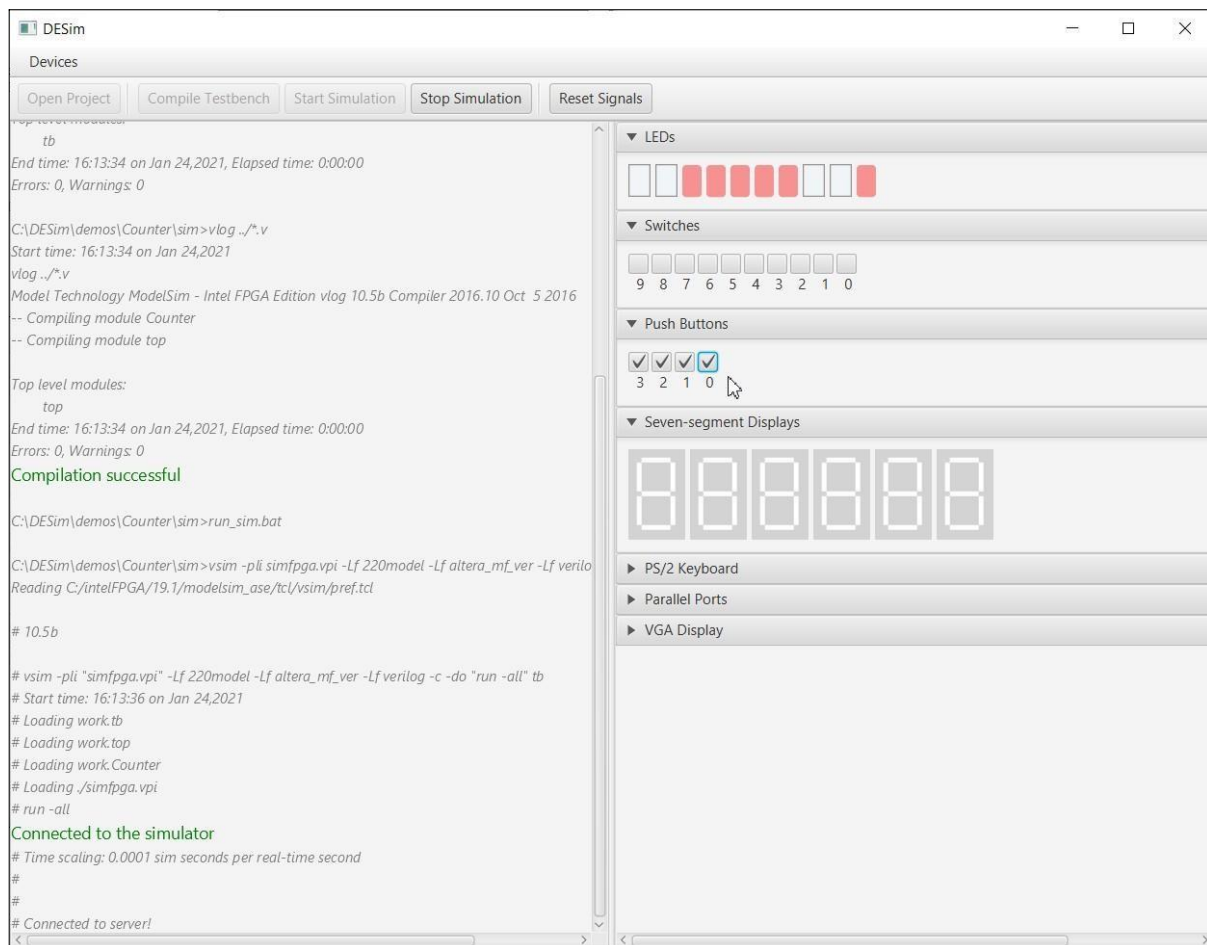 DESim
Devices
Open Project
Compile Testbench
Start Simulation
Stop Simulation
Reset Signals
Top level modules:
tb
End time: 16:13:34 on Jan 24,2021, Elapsed time: 0:00:00
Errors: 0, Warnings: 0
C:\DESim\demos\Counter\sim>vlog ../*.v
Start time: 16:13:34 on Jan 24,2021
vlog ../*.v
Model Technology ModelSim - Intel FPGA Edition vlog 10.5b Compiler 2016.10 Oct  5 2016
-- Compiling module Counter
-- Compiling module top
Top level modules:
top
End time: 16:13:34 on Jan 24,2021, Elapsed time: 0:00:00
Errors: 0, Warnings: 0
Compilation successful
C:\DESim\demos\Counter\sim>run_sim.bat
C:\DESim\demos\Counter\sim>vsim -pli simfpga.vpi -Lf 220model -Lf altera_mf_ver -Lf verilo
Reading C:/intelFPGA/19.1/modelsim_ase/tcl/vsim/pref.tcl
# 10.5b
# vsim -pli "simfpga.vpi" -Lf 220model -Lf altera_mf_ver -Lf verilog -c -do "run -all" tb
# Start time: 16:13:36 on Jan 24,2021
# Loading work.tb
# Loading work.top
# Loading work.Counter
# Loading ./simfpga.vpi
# run -all
Connected to the simulator
# Time scaling: 0.0001 sim seconds per real-time second
#
#
# Connected to server!
LEDs
Switches
9 8 7 6 5 4 3 2 1 0
Push Buttons
3 2 1 0
Seven-segment Displays
PS/2 Keyboard
Parallel Ports
VGA Display